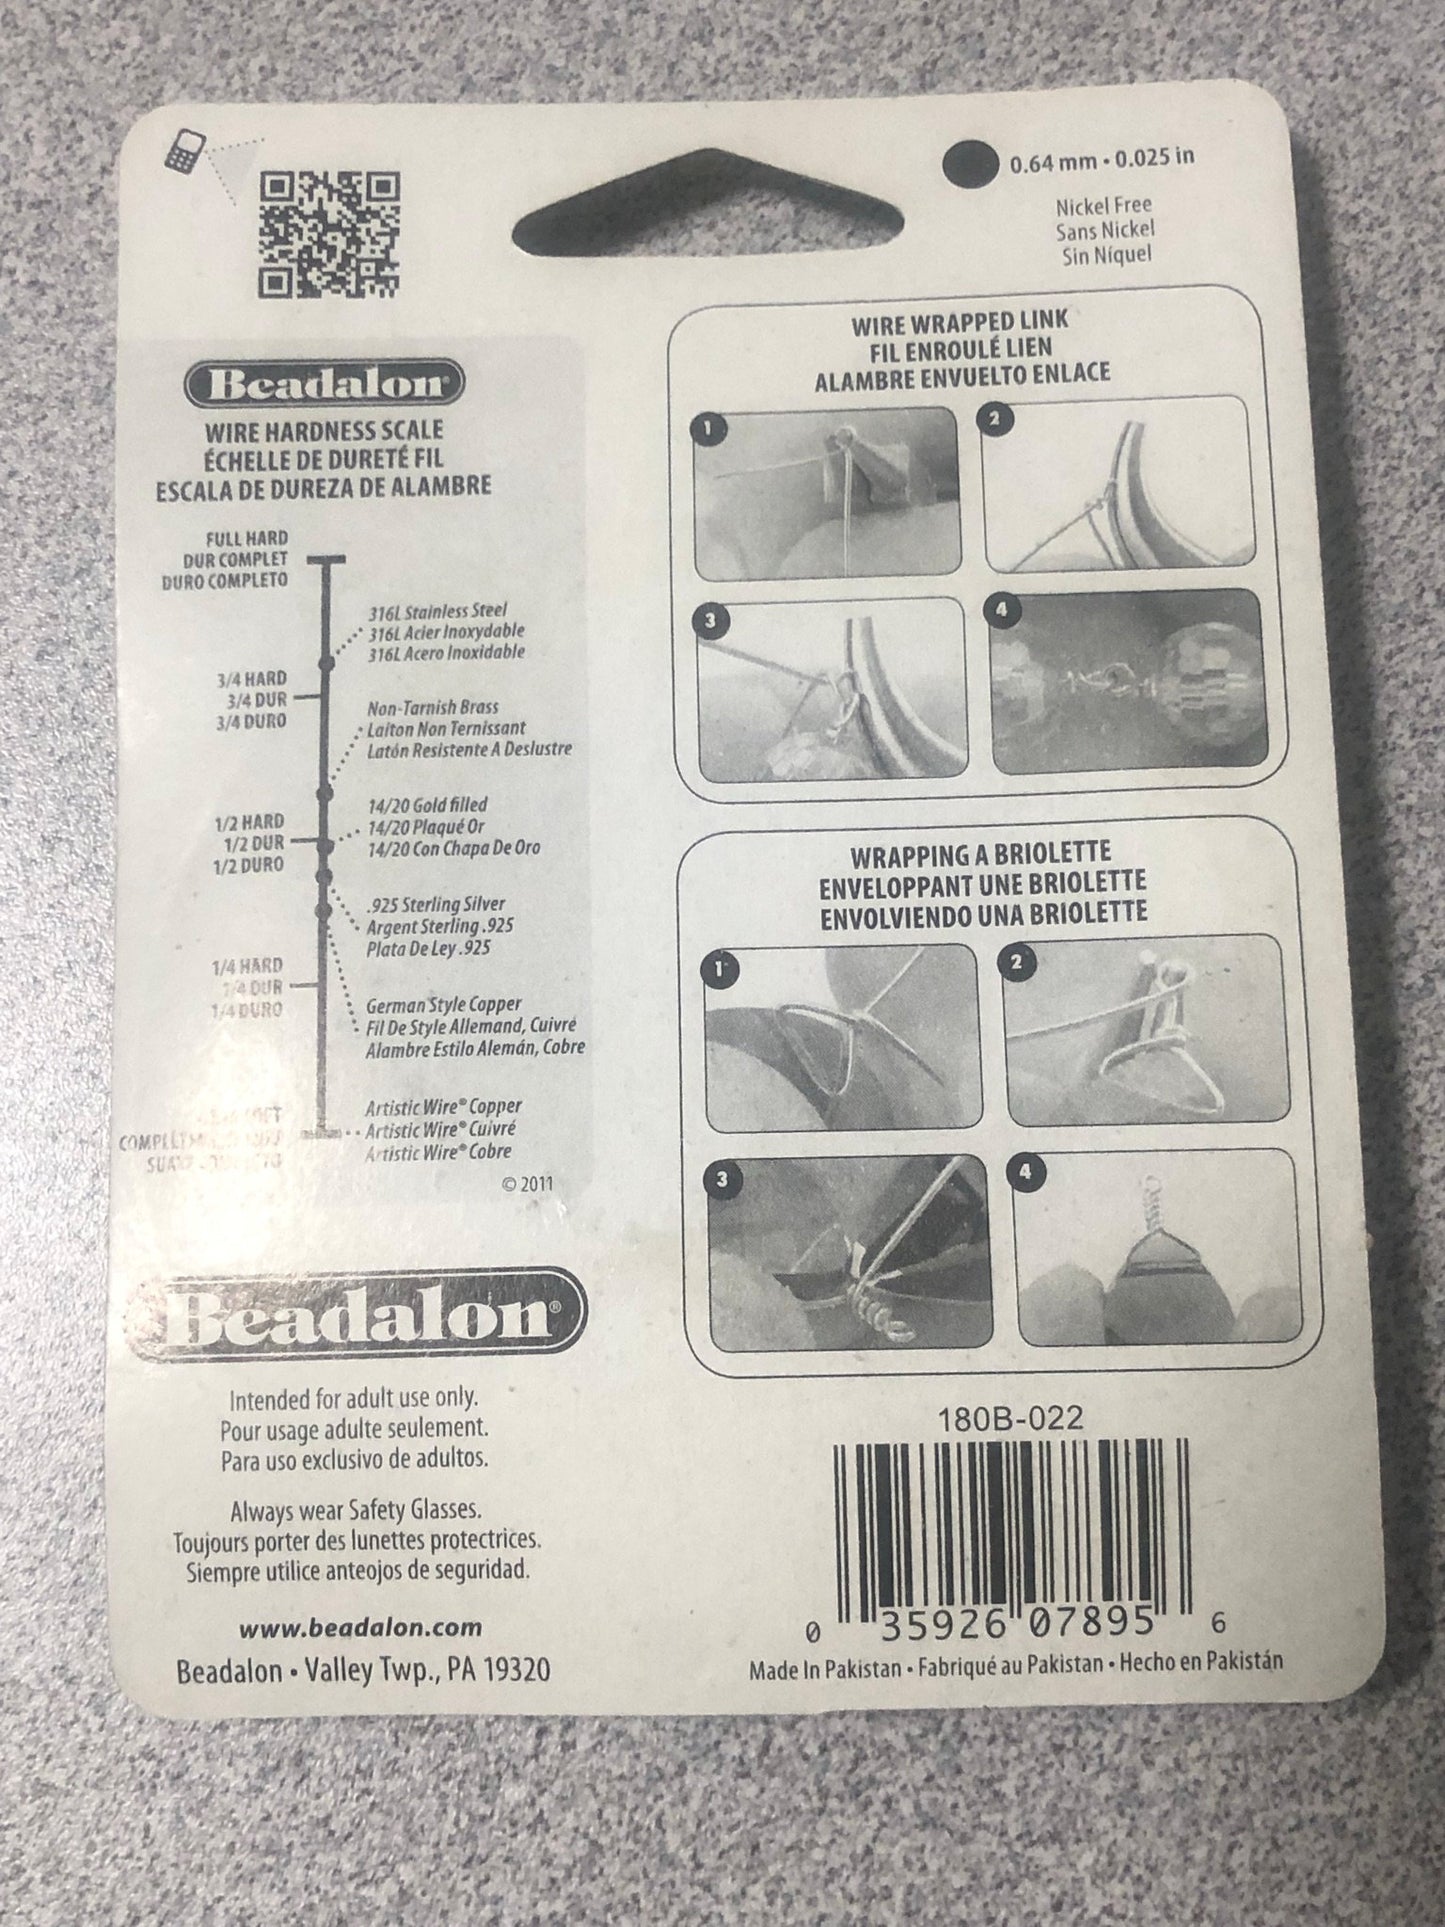 0.64 mm • 0.025 in
Nickel Free
Sans Nickel
Sin Níquel
Beadalon®
WIRE HARDNESS SCALE
ÉCHELLE DE DURETÉ FIL
ESCALA DE DUREZA DE ALAMBRE
FULL HARD
DUR COMPLET
DURO COMPLETO
316L Stainless Steel
316L Acier Inoxydable
316L Acero Inoxidable
3/4 HARD
3/4 DUR
3/4 DURO
Non-Tarnish Brass
Laiton Non Ternissant
Latón Resistente A Deslustre
1/2 HARD
1/2 DUR
1/2 DURO
14/20 Gold filled
14/20 Plaqué Or
14/20 Con Chapa De Oro
.925 Sterling Silver
Argent Sterling .925
Plata De Ley .925
1/4 HARD
1/4 DUR
1/4 DURO
German Style Copper
Fil De Style Allemand, Cuivré
Alambre Estilo Alemán, Cobre
Artistic Wire® Copper
Artistic Wire® Cuivré
Artistic Wire® Cobre
© 2011
Beadalon®
Intended for adult use only.
Pour usage adulte seulement.
Para uso exclusivo de adultos.
Always wear Safety Glasses.
Toujours porter des lunettes protectrices.
Siempre utilice anteojos de seguridad.
www.beadalon.com
Beadalon • Valley Twp., PA 19320
WIRE WRAPPED LINK
FIL ENROULÉ LIEN
ALAMBRE ENVUELTO ENLACE
1
2
3
4
WRAPPING A BRIOLETTE
ENVELOPPANT UNE BRIOLETTE
ENVOLVIENDO UNA BRIOLETTE
1
2
3
4
180B-022
0 35926 07895 6
Made In Pakistan • Fabriqué au Pakistan • Hecho en Pakistán